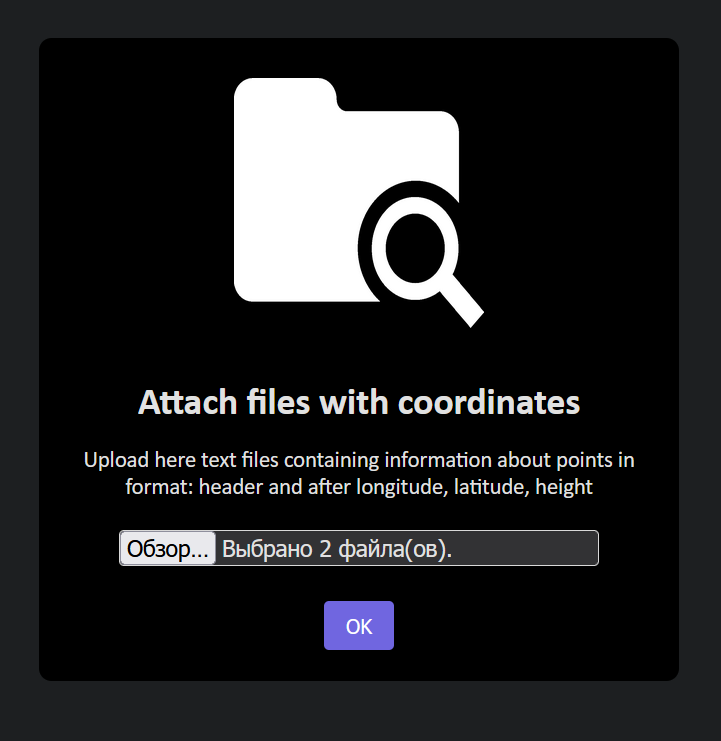 Attach files with coordinates
Upload here text files containing information about points in
format: header and after longitude, latitude, height
Обзор... Выбрано 2 файла(ов).
OK